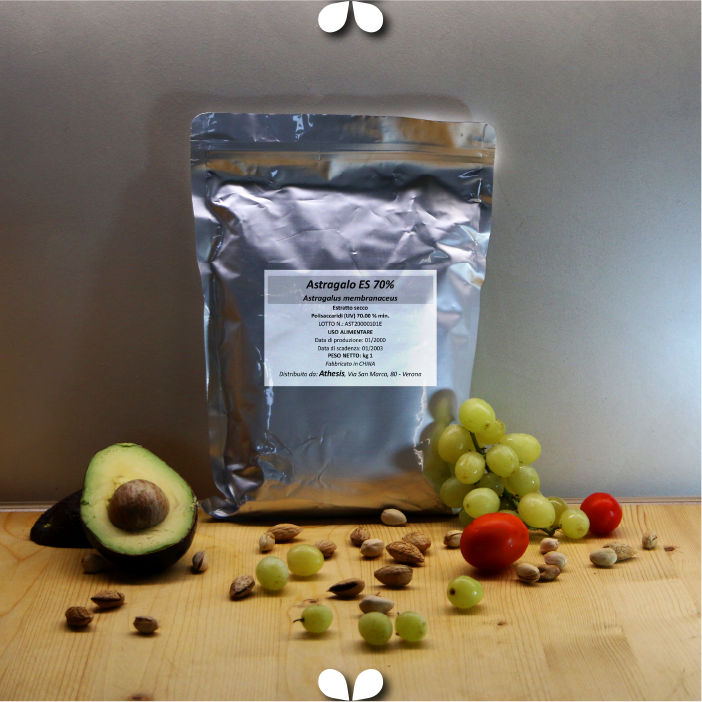 Astragalo ES 70%
Astragalus membranaceus
Estratto secco
Polisaccaridi (UV) 70.00 % min.
LOTTO N.: AST20000101E
USO ALIMENTARE
Data di produzione: 01/2000
Data di scadenza: 01/2003
PESO NETTO: kg 1
Fabbricato in CHINA
Distribuito da: Athesis, Via San Marco, 80 - Verona